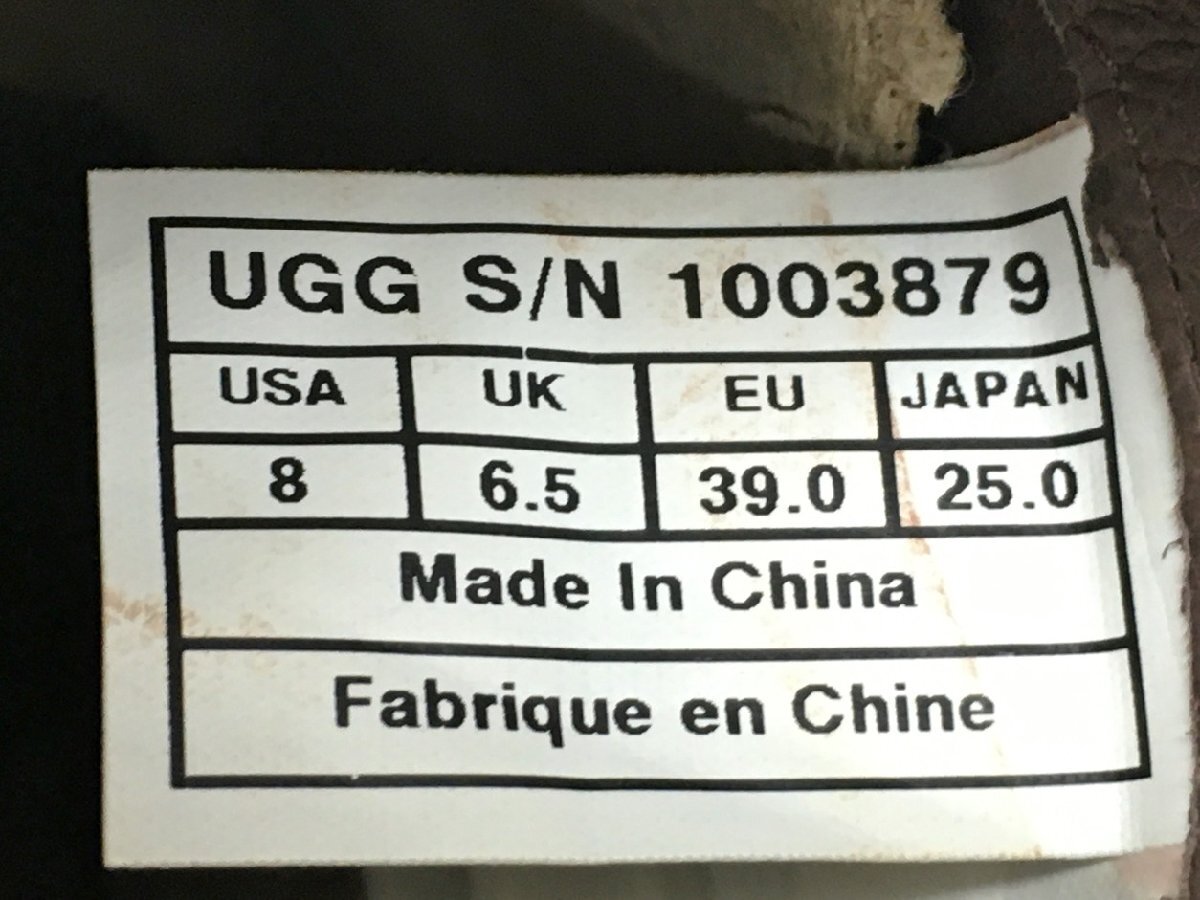 UGG S/N 1003879
USA UK EU JAPAN
8 6.5 39.0 25.0
Made In China
Fabrique en Chine